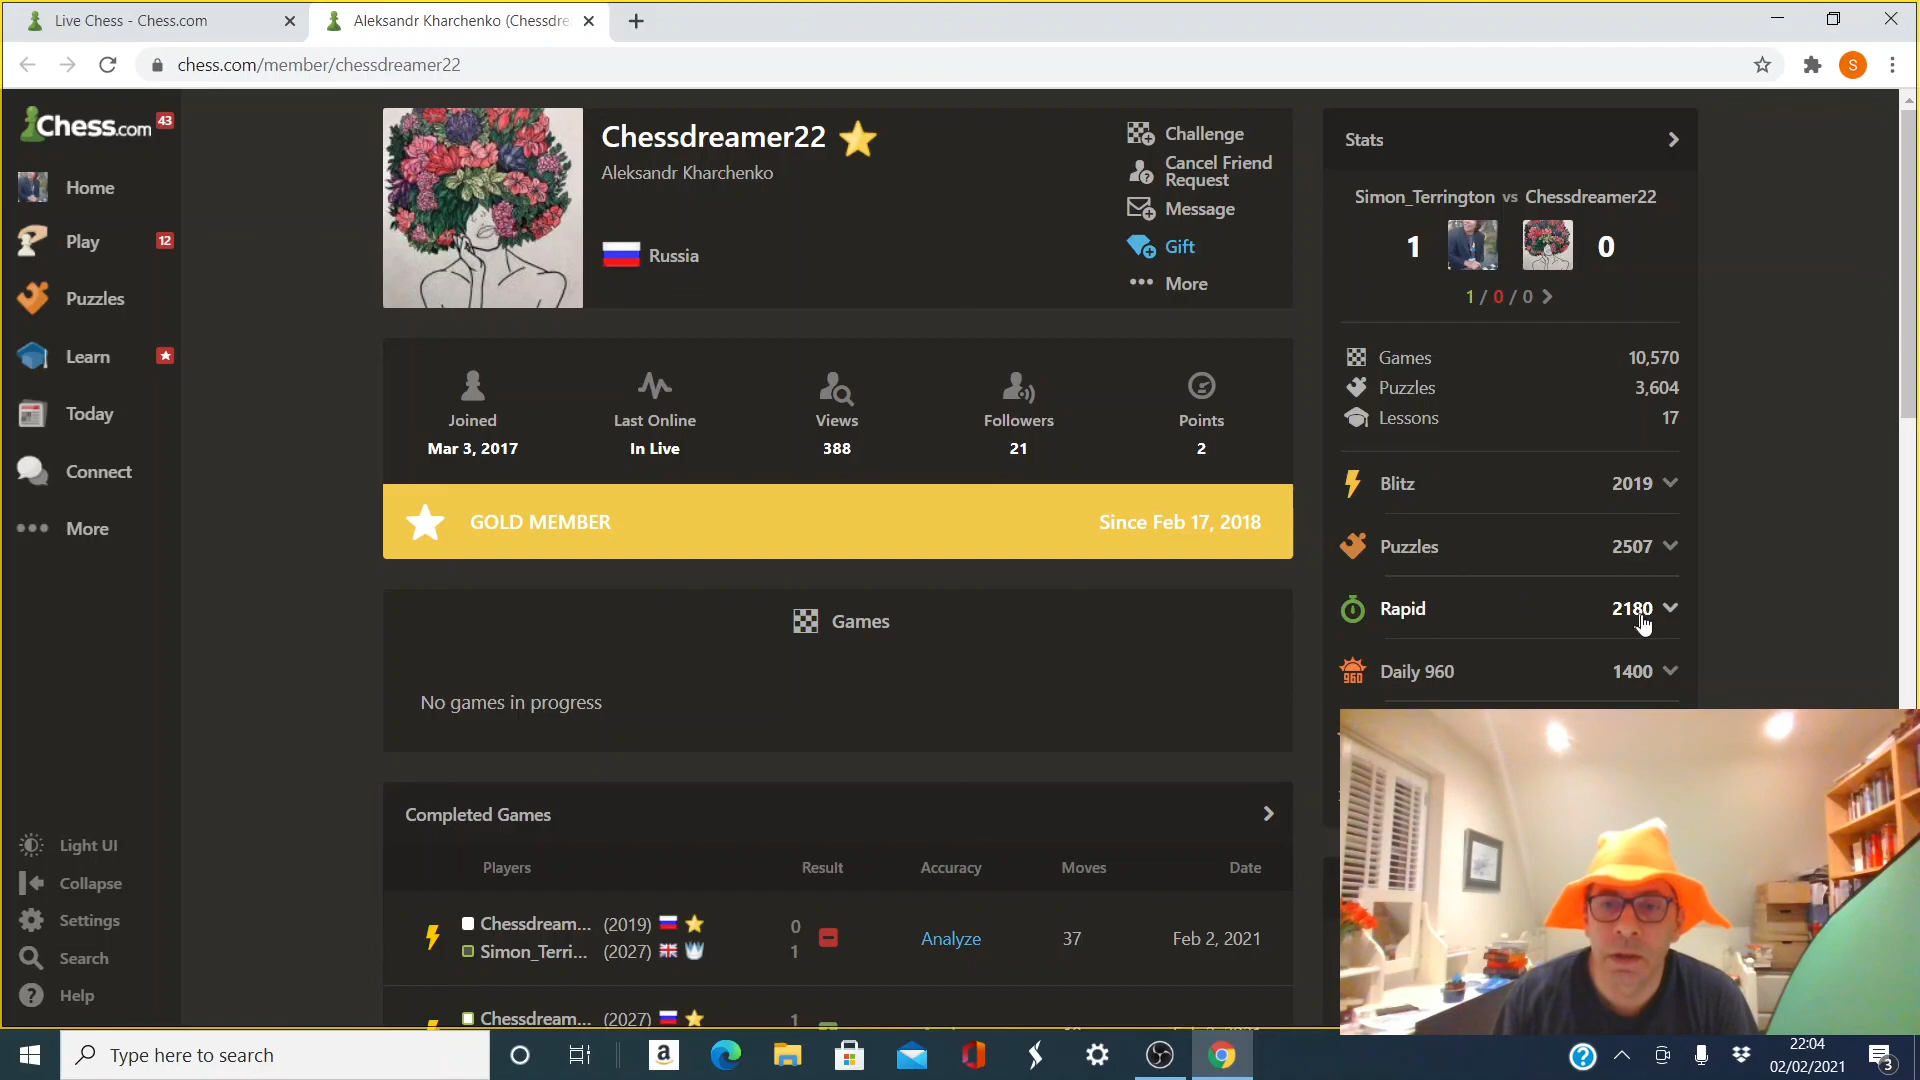 Live Chess - Chess.com
Aleksandr Kharchenko (Chessdre
chess.com/member/chessdreamer22
S
Chess.com 43
Home
Play 12
Puzzles
Learn
Today
Connect
More
Light UI
Collapse
Settings
Search
Help
Chessdreamer22
Aleksandr Kharchenko
Russia
Challenge
Cancel Friend
Request
Message
Gift
More
Joined
Mar 3, 2017
Last Online
In Live
Views
388
Followers
21
Points
2
GOLD MEMBER
Since Feb 17, 2018
Games
No games in progress
Completed Games
Players Result Accuracy Moves Date
Chessdream... (2019) 0
Simon_Terri... (2027) 1
Analyze 37 Feb 2, 2021
Chessdream... (2027) 1
Stats
Simon_Terrington vs Chessdreamer22
1 0
1 / 0 / 0
Games 10,570
Puzzles 3,604
Lessons 17
Blitz 2019
Puzzles 2507
Rapid 2180
960
Daily 960 1400
Type here to search
a
22:04
02/02/2021
3